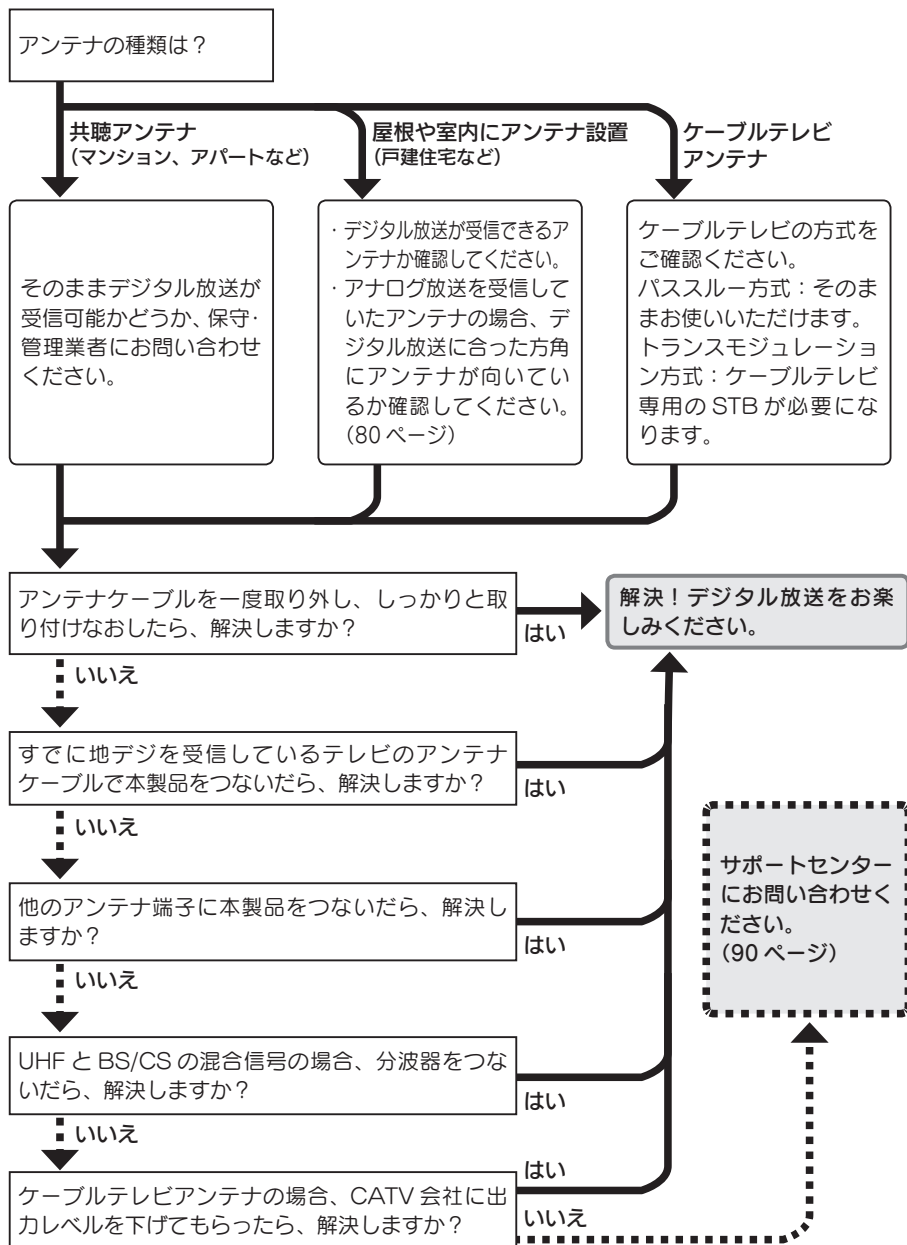 アンテナの種類は？
共聴アンテナ
（マンション、アパートなど）
屋根や室内にアンテナ設置
（戸建住宅など）
ケーブルテレビ
アンテナ
そのままデジタル放送が
受信可能かどうか、保守・
管理業者にお問い合わせ
ください。
・デジタル放送が受信できるア
ンテナか確認してください。
・アナログ放送を受信して
いたアンテナの場合、デ
ジタル放送に合った方角
にアンテナが向いてい
るか確認してください。
（80 ページ）
ケーブルテレビの方式を
ご確認ください。
パススルー方式：そのま
まお使いいただけます。
トランスモジュレーショ
ン方式：ケーブルテレビ
専用の STB が必要にな
ります。
アンテナケーブルを一度取り外し、しっかりと取
り付けなおしたら、解決しますか？
はい
解決！デジタル放送をお楽
しみください。
いいえ
すでに地デジを受信しているテレビのアンテナ
ケーブルで本製品をつないだら、解決しますか？
はい
いいえ
他のアンテナ端子に本製品をつないだら、解決し
ますか？
はい
サポートセンター
にお問い合わせく
ださい。
（90 ページ）
いいえ
UHF と BS/CS の混合信号の場合、分波器をつな
いだら、解決しますか？
はい
いいえ
ケーブルテレビアンテナの場合、CATV 会社に出
力レベルを下げてもらったら、解決しますか？
はい
いいえ